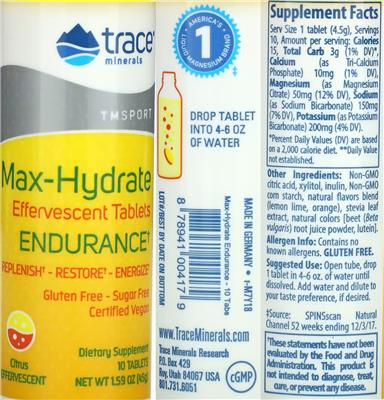 trace
minerals
TMSPORT
Max-Hydrate
Effervescent Tablets
ENDURANCE†
REPLENISH† - RESTORE† - ENERGIZE†
Gluten Free - Sugar Free
Certified Vegan
Citrus
EFFERVESCENT
Dietary Supplement
10 TABLETS
NET WT 1.59 OZ (45g)
AMERICA'S
1
LIQUID MAGNESIUM BRAND
DROP TABLET
INTO 4-6 OZ
OF WATER
LOT#/BEST BY DATE ON BOTTOM
8 78941 00417 9
Max-Hydrate Endurance - 10 Tabs
MADE IN GERMANY!
www.TraceMinerals.com
Trace Minerals Research
P.O. Box 429
Roy, Utah 84067 USA
801.731.6051
cGMP
Supplement Facts
Serv Size 1 tablet (4.5g), Servings
10, Amount per serving: Calories
15, Total Carb 3g (1% DV)*,
Calcium (as Tri-Calcium
Phosphate) 10mg (1% DV),
Magnesium (as Magnesium
Citrate) 50mg (12% DV), Sodium
(as Sodium Bicarbonate) 150mg
(7% DV), Potassium (as Potassium
Bicarbonate) 200mg (4% DV).
*Percent Daily Values (DV) are based
on a 2,000 calorie diet. **Daily Value
not established.
Other Ingredients: Non-GMO
citric acid, xylitol, inulin, Non-GMO
corn starch, natural flavors blend
(lemon lime, orange), stevia leaf
extract, natural colors [beet (Beta
vulgaris) root juice powder, lutein].
Allergen Info: Contains no
known allergens. GLUTEN FREE.
Suggested Use: Open tube, drop
1 tablet in 4-6 oz. of water until
dissolved. Add water and dilute to
your taste preference, if desired.
‡Source: SPINSscan Natural
Channel 52 weeks ending 12/3/17.
†These statements have not been
evaluated by the Food and Drug
Administration. This product is
not intended to diagnose, treat,
cure, or prevent any disease.